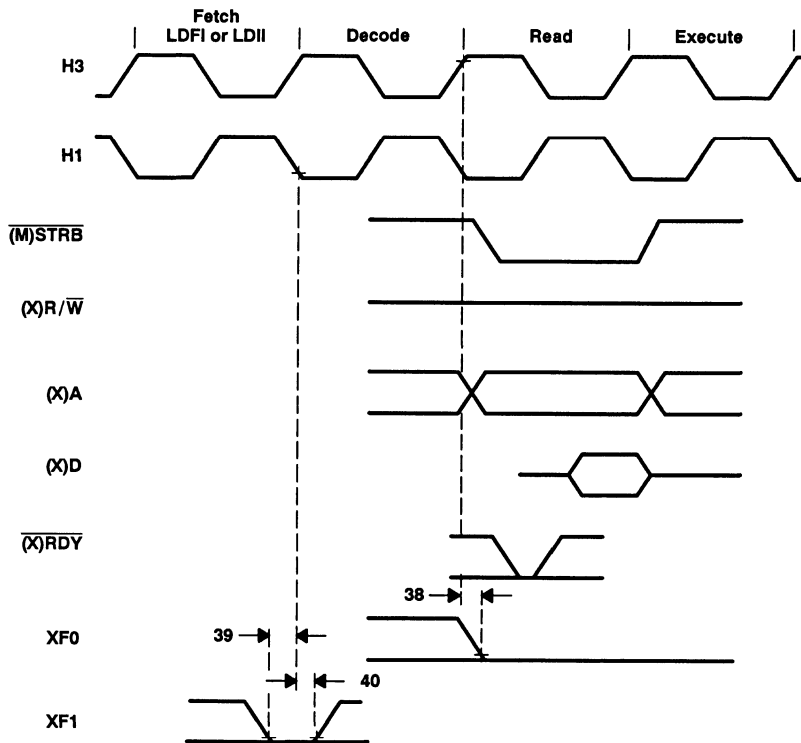 Fetch
LDFI or LDII
Decode
Read
Execute
H3
H1
(M)STRB
(X)R/W
(X)A
(X)D
(X)RDY
38
XF0
39
40
XF1